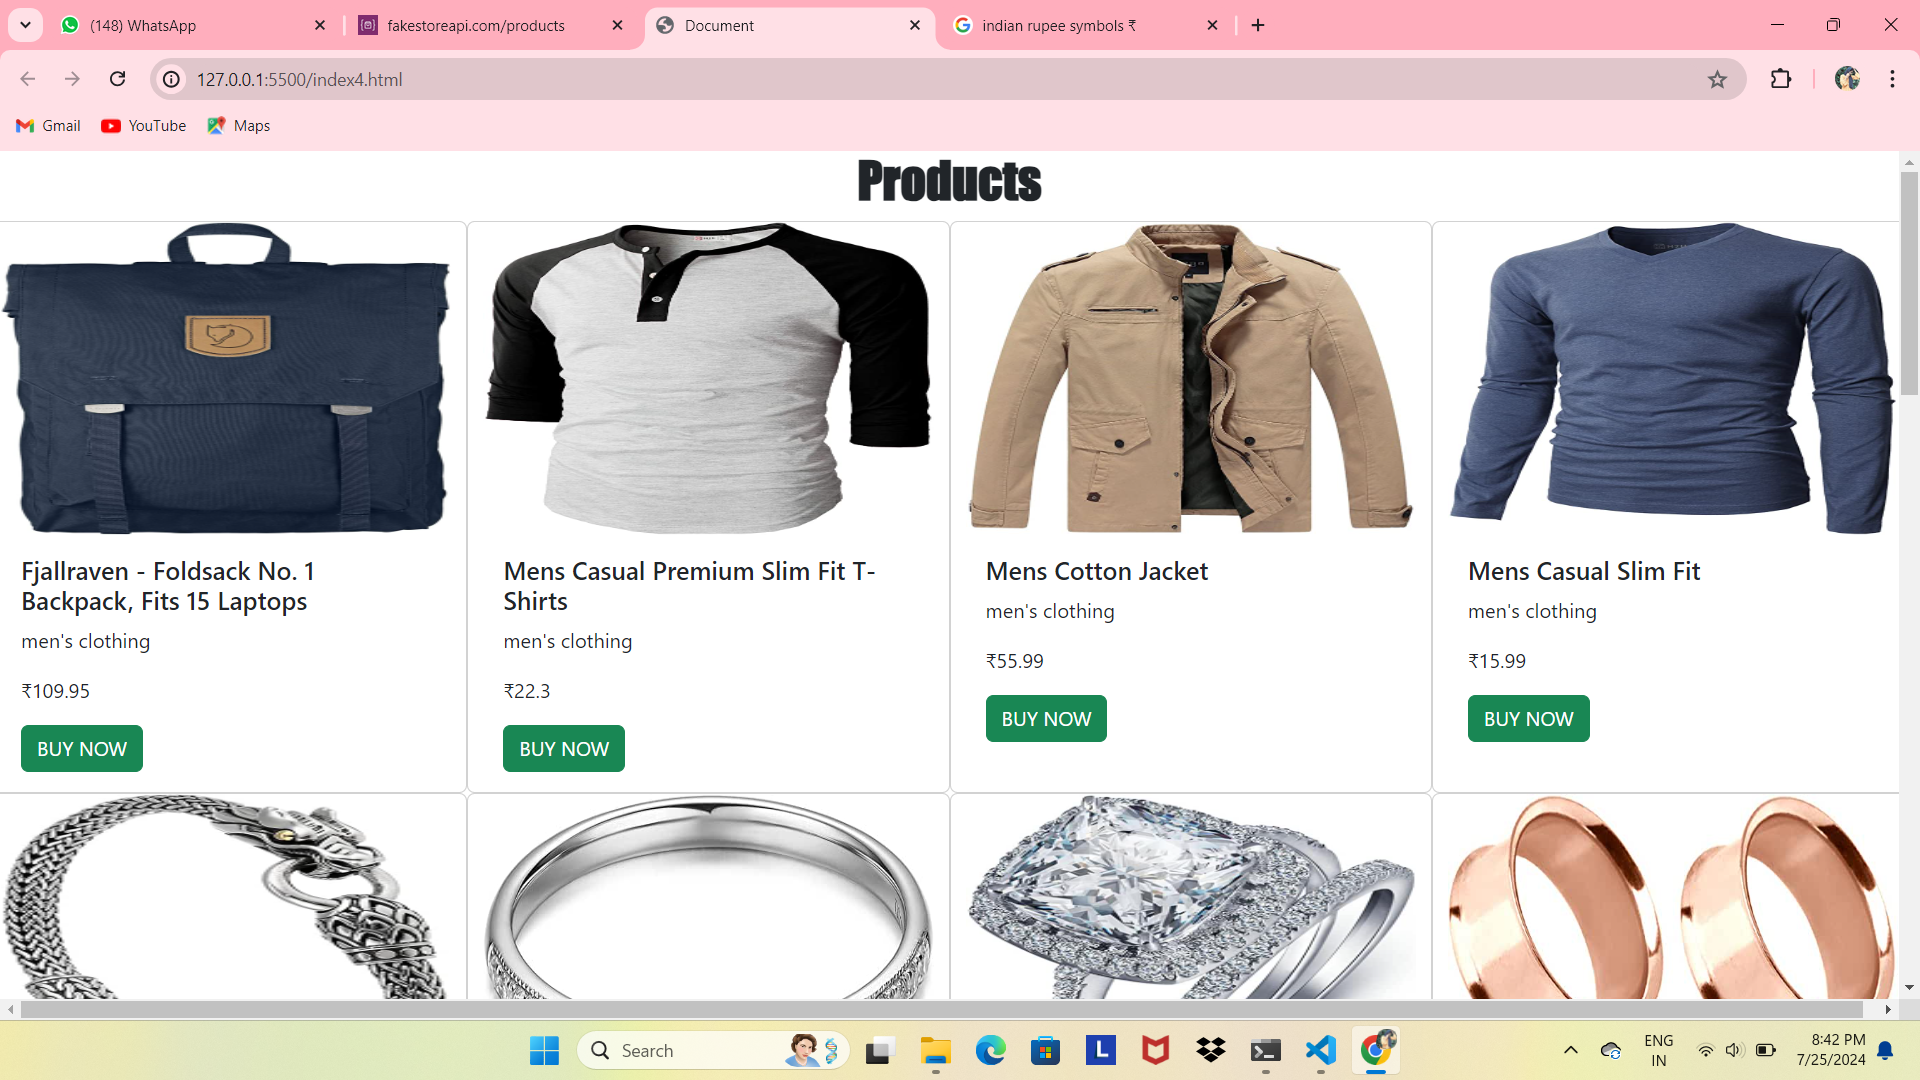 (148) WhatsApp
fakestoreapi.com/products
Document
indian rupee symbols ₹
127.0.0.1:5500/index4.html
Gmail
YouTube
Maps
Products
Fjallraven - Foldsack No. 1
Backpack, Fits 15 Laptops
men's clothing
₹109.95
BUY NOW
Mens Casual Premium Slim Fit T-
Shirts
men's clothing
₹22.3
BUY NOW
Mens Cotton Jacket
men's clothing
₹55.99
BUY NOW
Mens Casual Slim Fit
men's clothing
₹15.99
BUY NOW
Search
L
ENG
IN
8:42 PM
7/25/2024